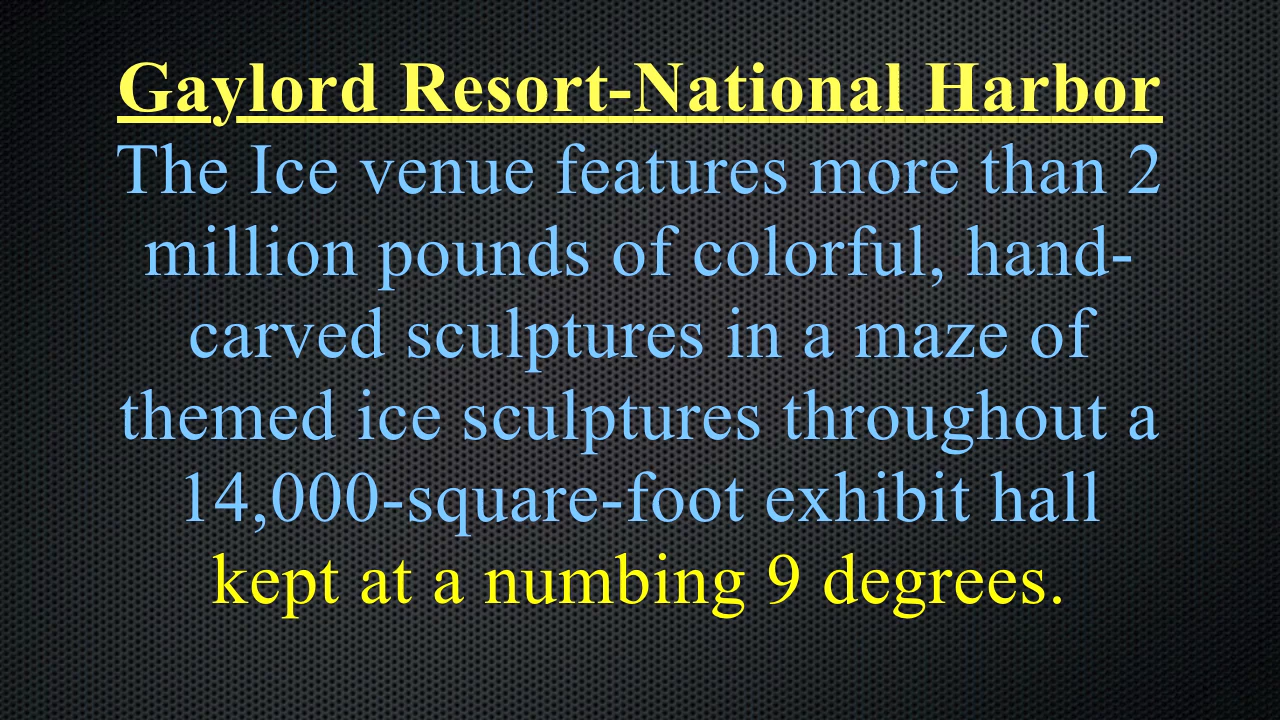 Gaylord Resort-National Harbor
The Ice venue features more than 2
million pounds of colorful, hand-
carved sculptures in a maze of
themed ice sculptures throughout a
14,000-square-foot exhibit hall
kept at a numbing 9 degrees.